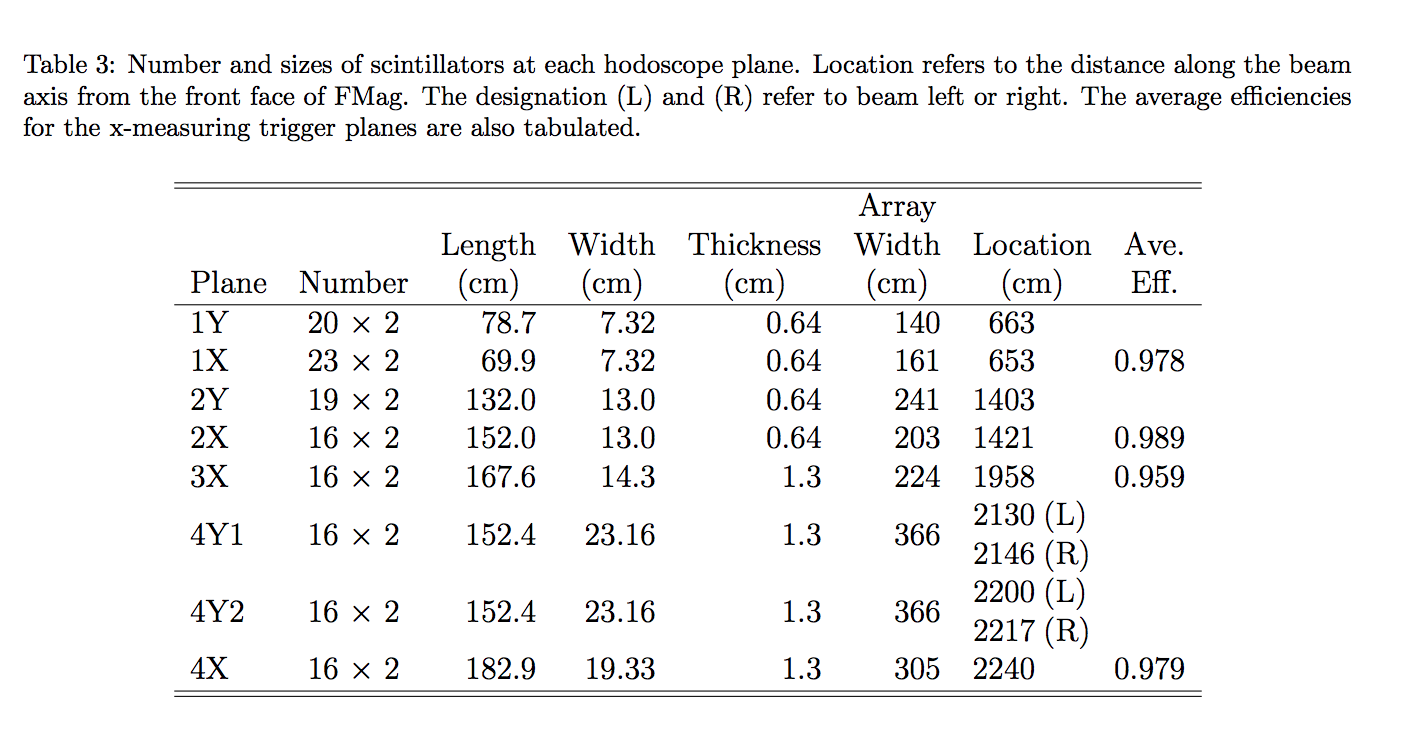 Table 3: Number and sizes of scintillators at each hodoscope plane. Location refers to the distance along the beam
axis from the front face of FMag. The designation (L) and (R) refer to beam left or right. The average efficiencies
for the x-measuring trigger planes are also tabulated.
Array
Length Width Thickness Width Location Ave.
Plane Number (cm) (cm) (cm) (cm) (cm) Eff.
1Y 20 × 2 78.7 7.32 0.64 140 663
1X 23 × 2 69.9 7.32 0.64 161 653 0.978
2Y 19 × 2 132.0 13.0 0.64 241 1403
2X 16 × 2 152.0 13.0 0.64 203 1421 0.989
3X 16 × 2 167.6 14.3 1.3 224 1958 0.959
2130 (L)
4Y1 16 × 2 152.4 23.16 1.3 366
2146 (R)
2200 (L)
4Y2 16 × 2 152.4 23.16 1.3 366
2217 (R)
4X 16 × 2 182.9 19.33 1.3 305 2240 0.979